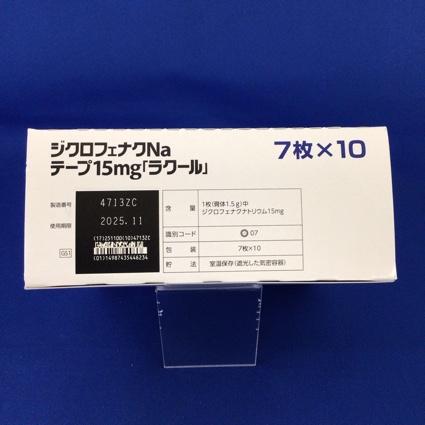 ジクロフェナクNa
テープ15mg「ラクール」
7枚×10
製造番号
4713ZC
使用期限
2025.11
(17)251100(10)4713ZC
GS1
(01)14987435446234
含量
1枚(膏体1.5g)中
ジクロフェナクナトリウム15mg
識別コード
07
包装
7枚×10
貯法
室温保存(遮光した気密容器)